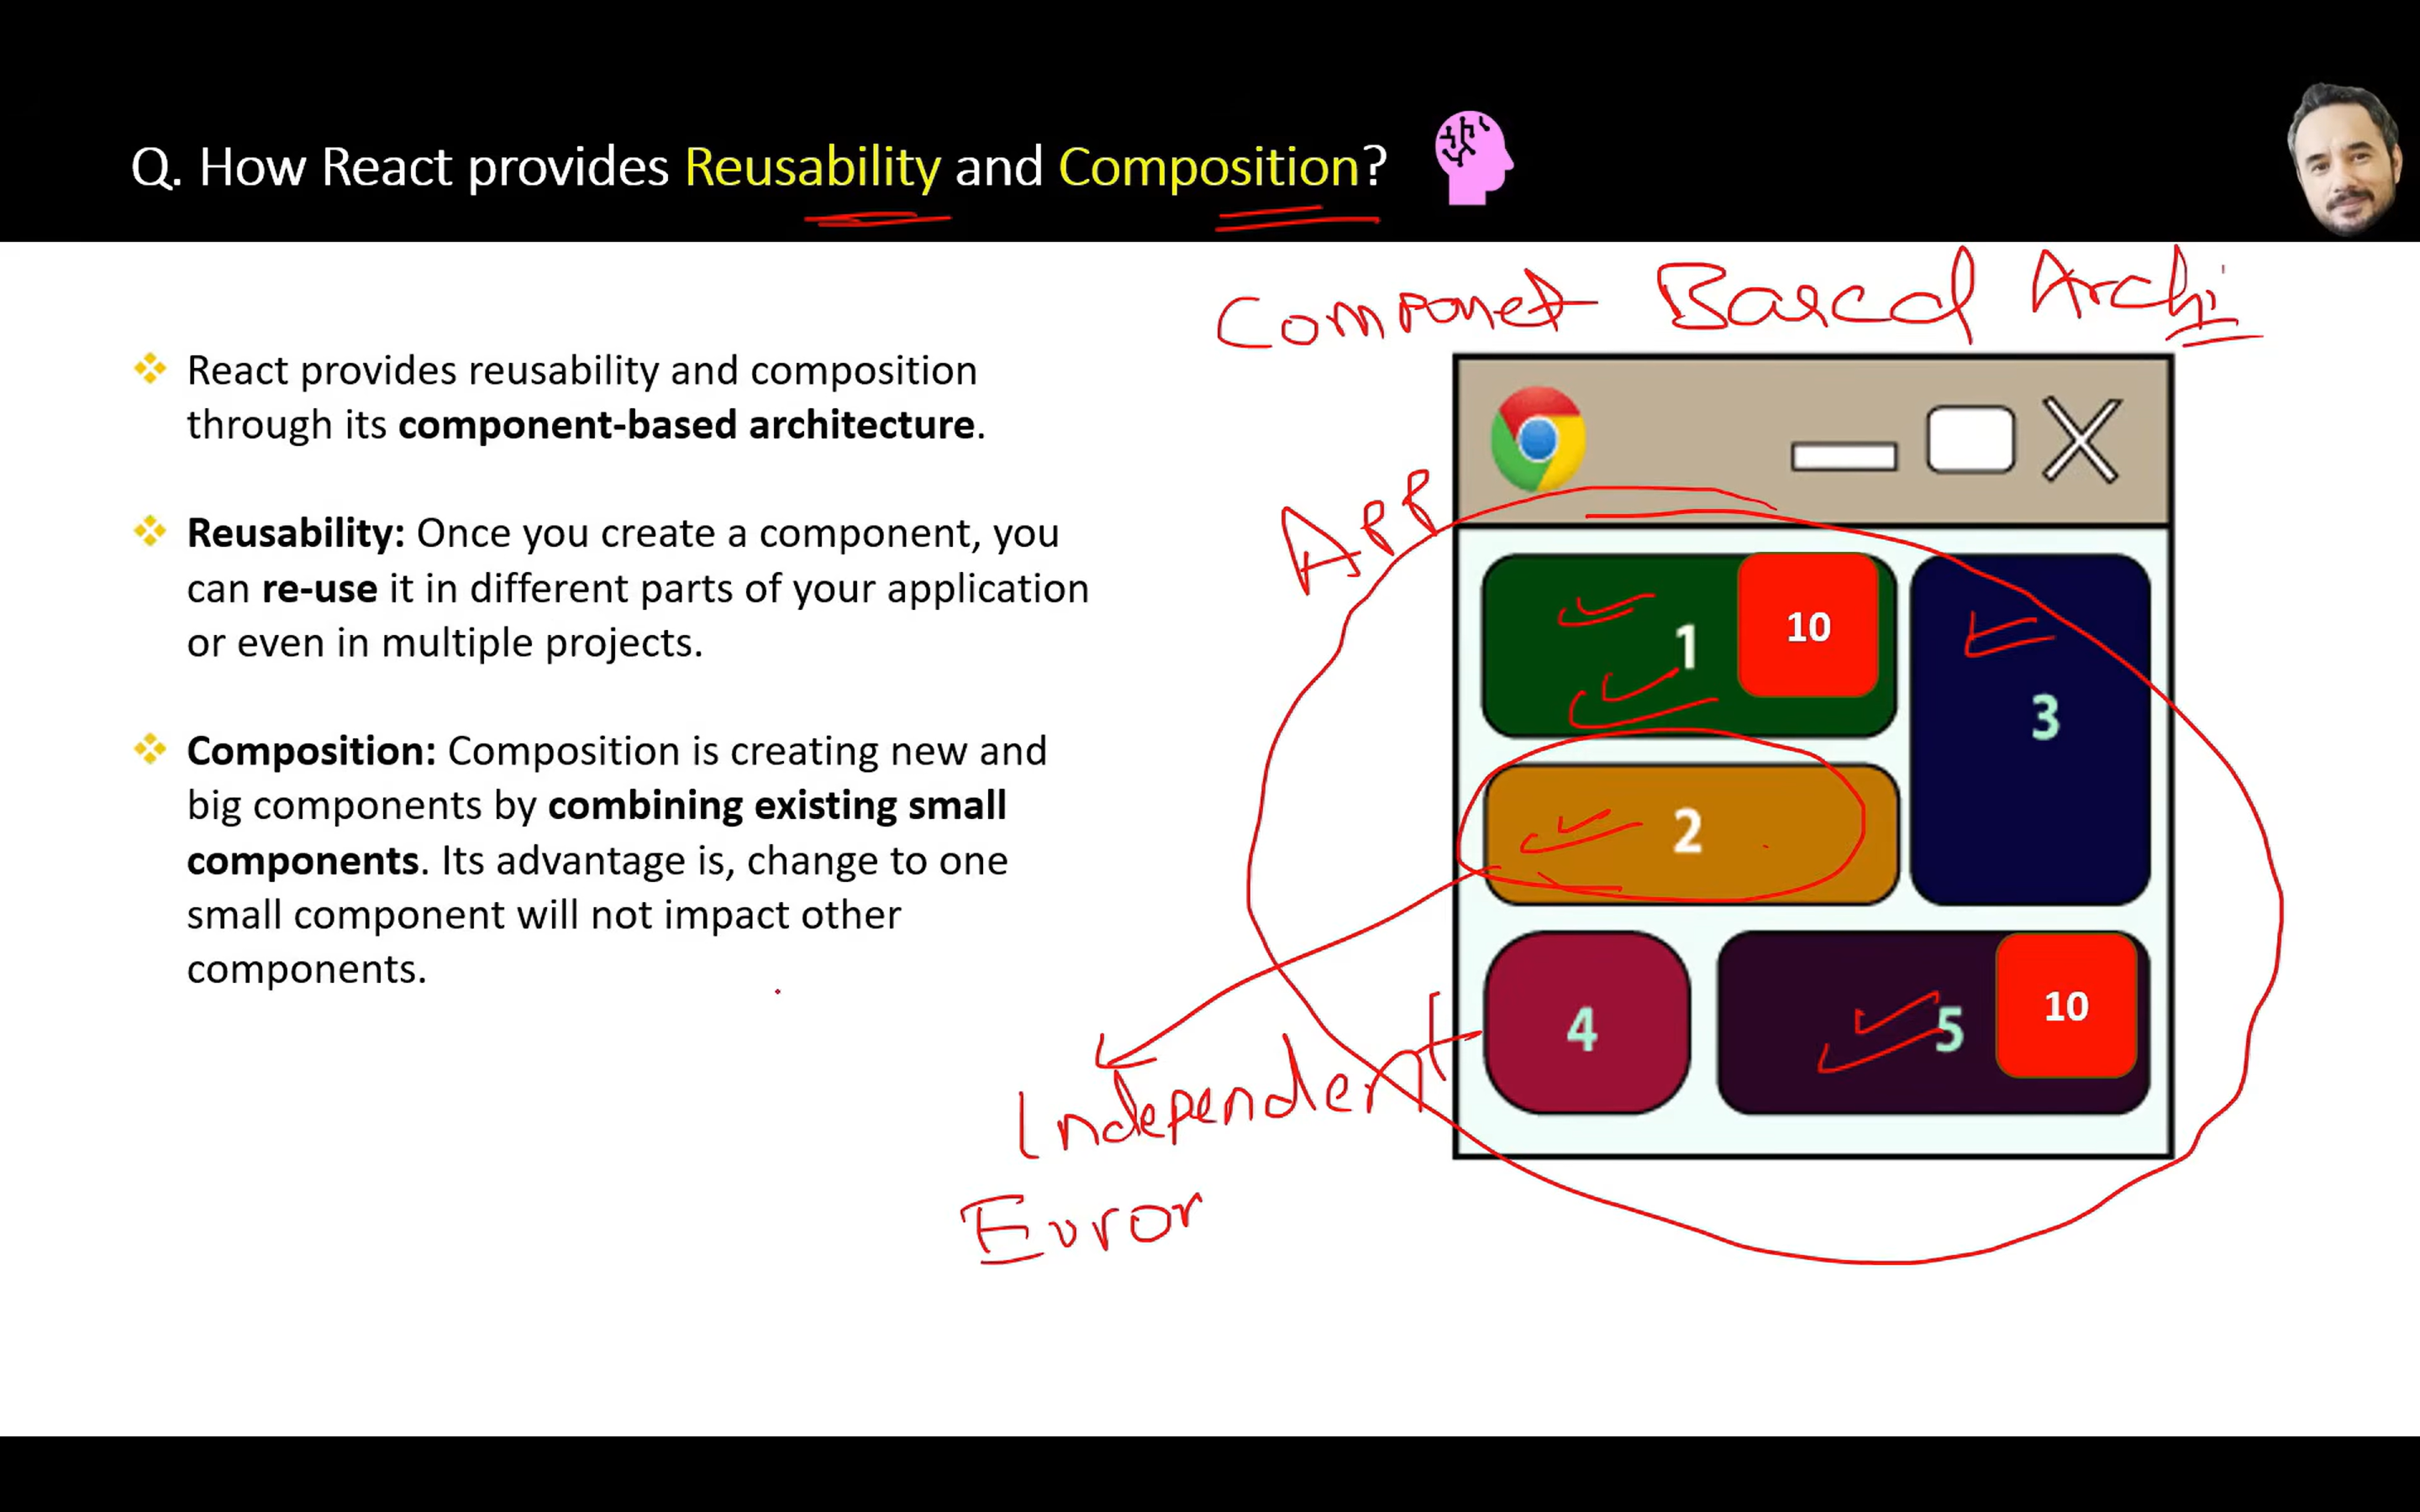 Q. How React provides Reusability and Composition?
Componet Based Archi
React provides reusability and composition
through its component-based architecture.
Reusability: Once you create a component, you
can re-use it in different parts of your application
or even in multiple projects.
Composition: Composition is creating new and
big components by combining existing small
components. Its advantage is, change to one
small component will not impact other
components.
App
1
10
3
2
4
5
10
Independent
Error